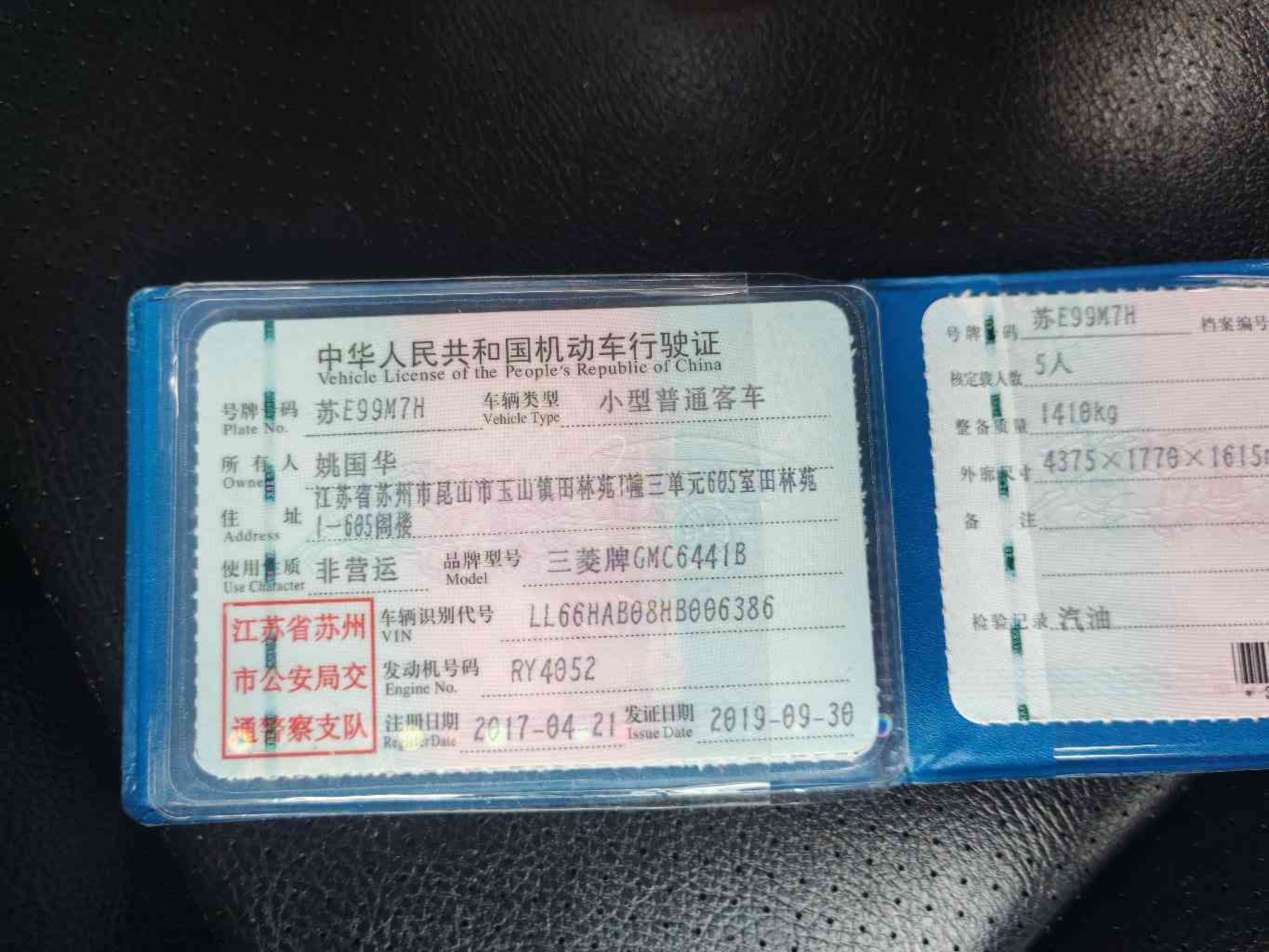 中华人民共和国机动车行驶证
Vehicle License of the People's Republic of China
号牌号码 苏E99M7H 车辆类型 小型普通客车
Plate No. Vehicle Type
所有人 姚国华
Owner
江苏省苏州市昆山市玉山镇田林苑1幢三单元605室田林苑
住址 1-605阁楼
Address
使用性质 非营运 品牌型号 三菱牌GMC6441B
Use Character Model
江苏省苏州
市公安局交
通警察支队
车辆识别代号 LL66HAB08HB006386
VIN
发动机号码 RY4052
Engine No.
注册日期 2017-04-21 发证日期 2019-09-30
Register Date Issue Date
号牌号码 苏E99M7H 档案编号
核定载人数 5人
整备质量 1410kg
外廓尺寸 4375×1770×1615m
备注
检验记录 汽油